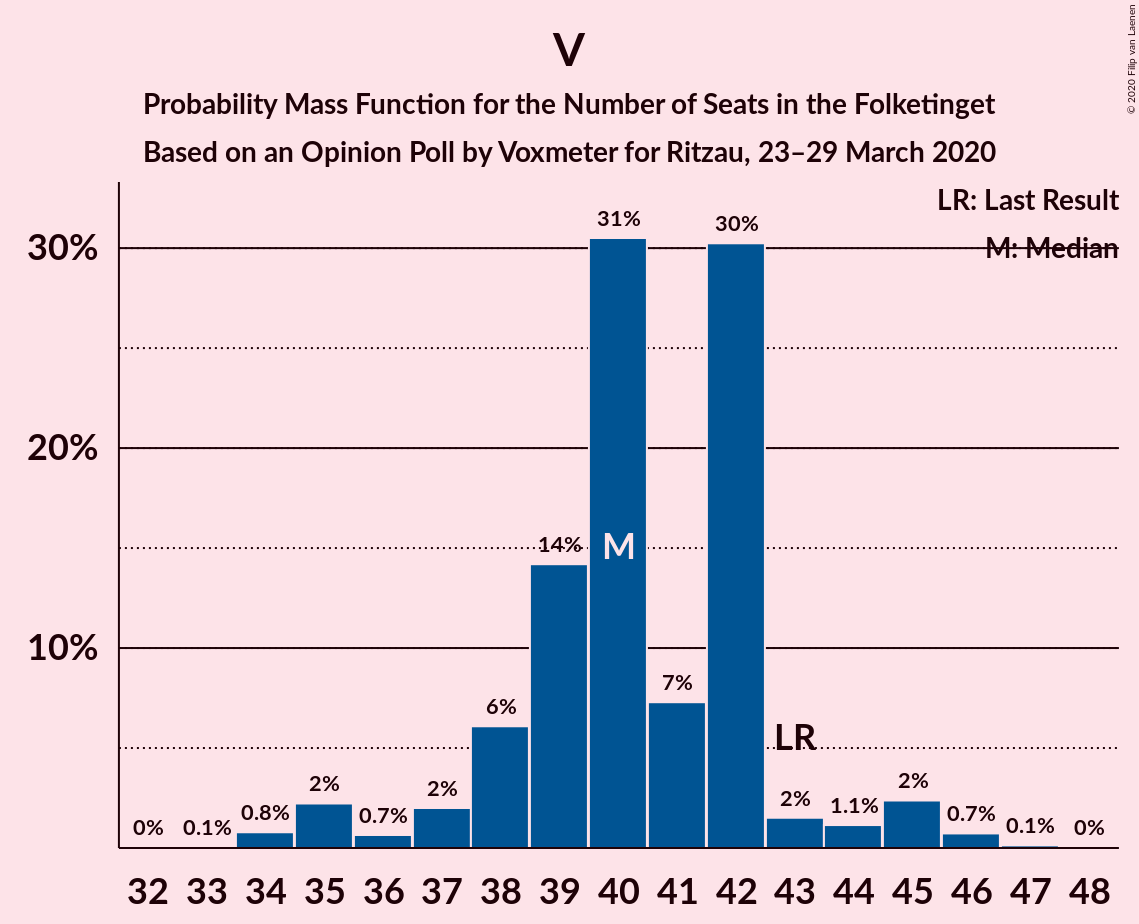 V
Probability Mass Function for the Number of Seats in the Folketinget
Based on an Opinion Poll by Voxmeter for Ritzau, 23–29 March 2020
© 2020 Filip van Laenen
LR: Last Result
M: Median
30%
20%
10%
0%
0.1%
0.8%
2%
0.7%
2%
6%
14%
31%
7%
30%
2%
1.1%
2%
0.7%
0.1%
0%
M
LR
32 33 34 35 36 37 38 39 40 41 42 43 44 45 46 47 48